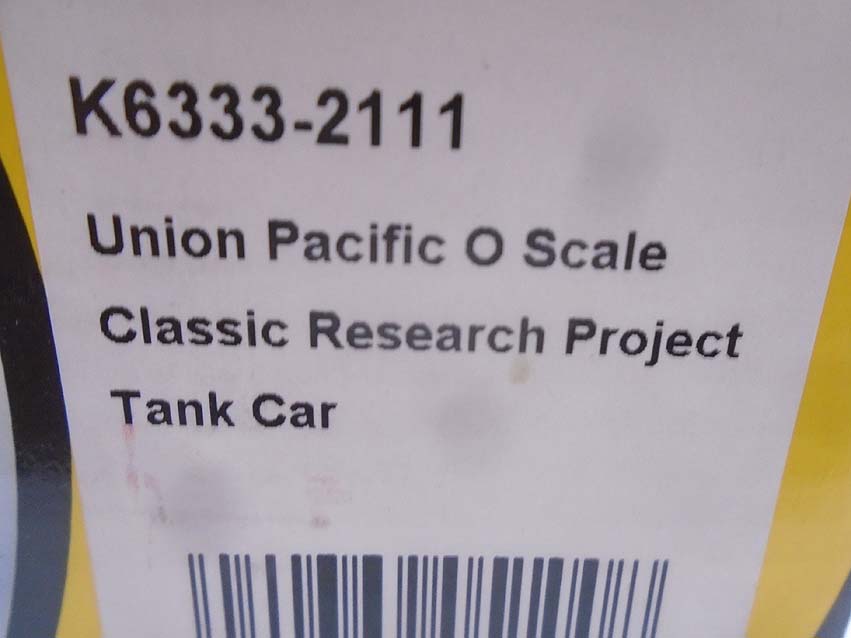 K6333-2111
Union Pacific O Scale
Classic Research Project
Tank Car